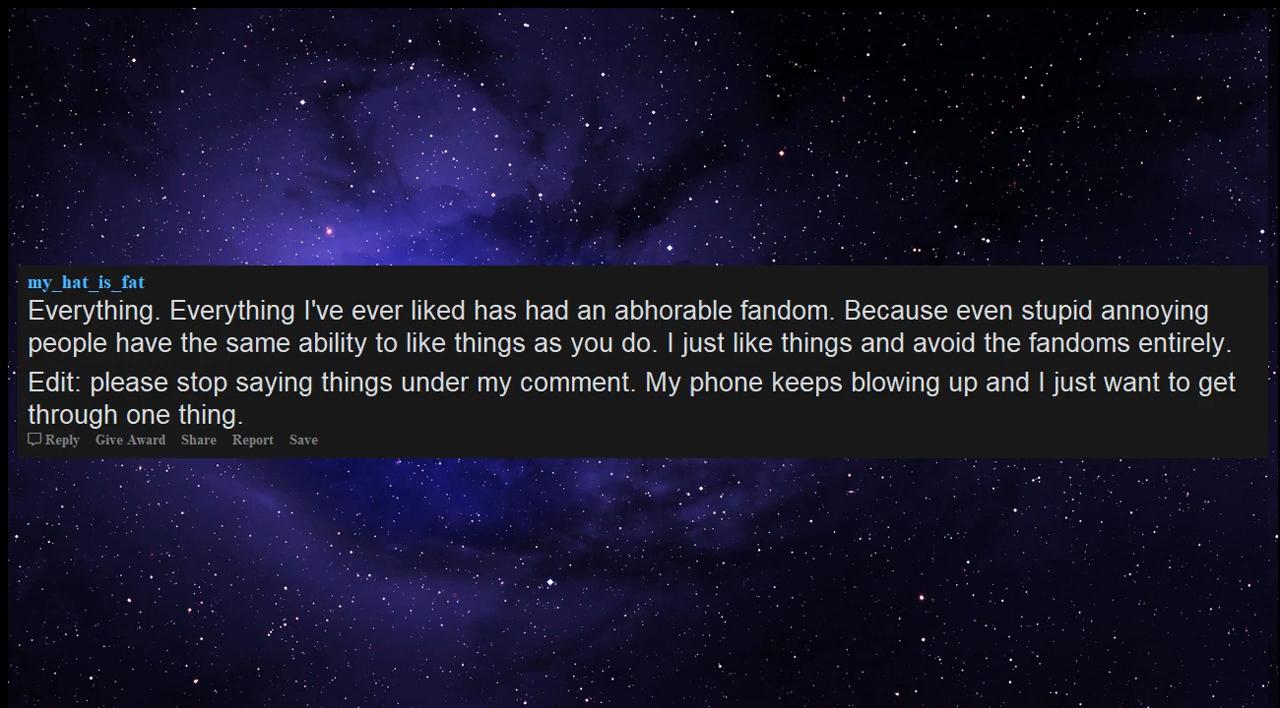 my_hat_is_fat
Everything. Everything I've ever liked has had an abhorable fandom. Because even stupid annoying
people have the same ability to like things as you do. I just like things and avoid the fandoms entirely.
Edit: please stop saying things under my comment. My phone keeps blowing up and I just want to get
through one thing.
Reply Give Award Share Report Save